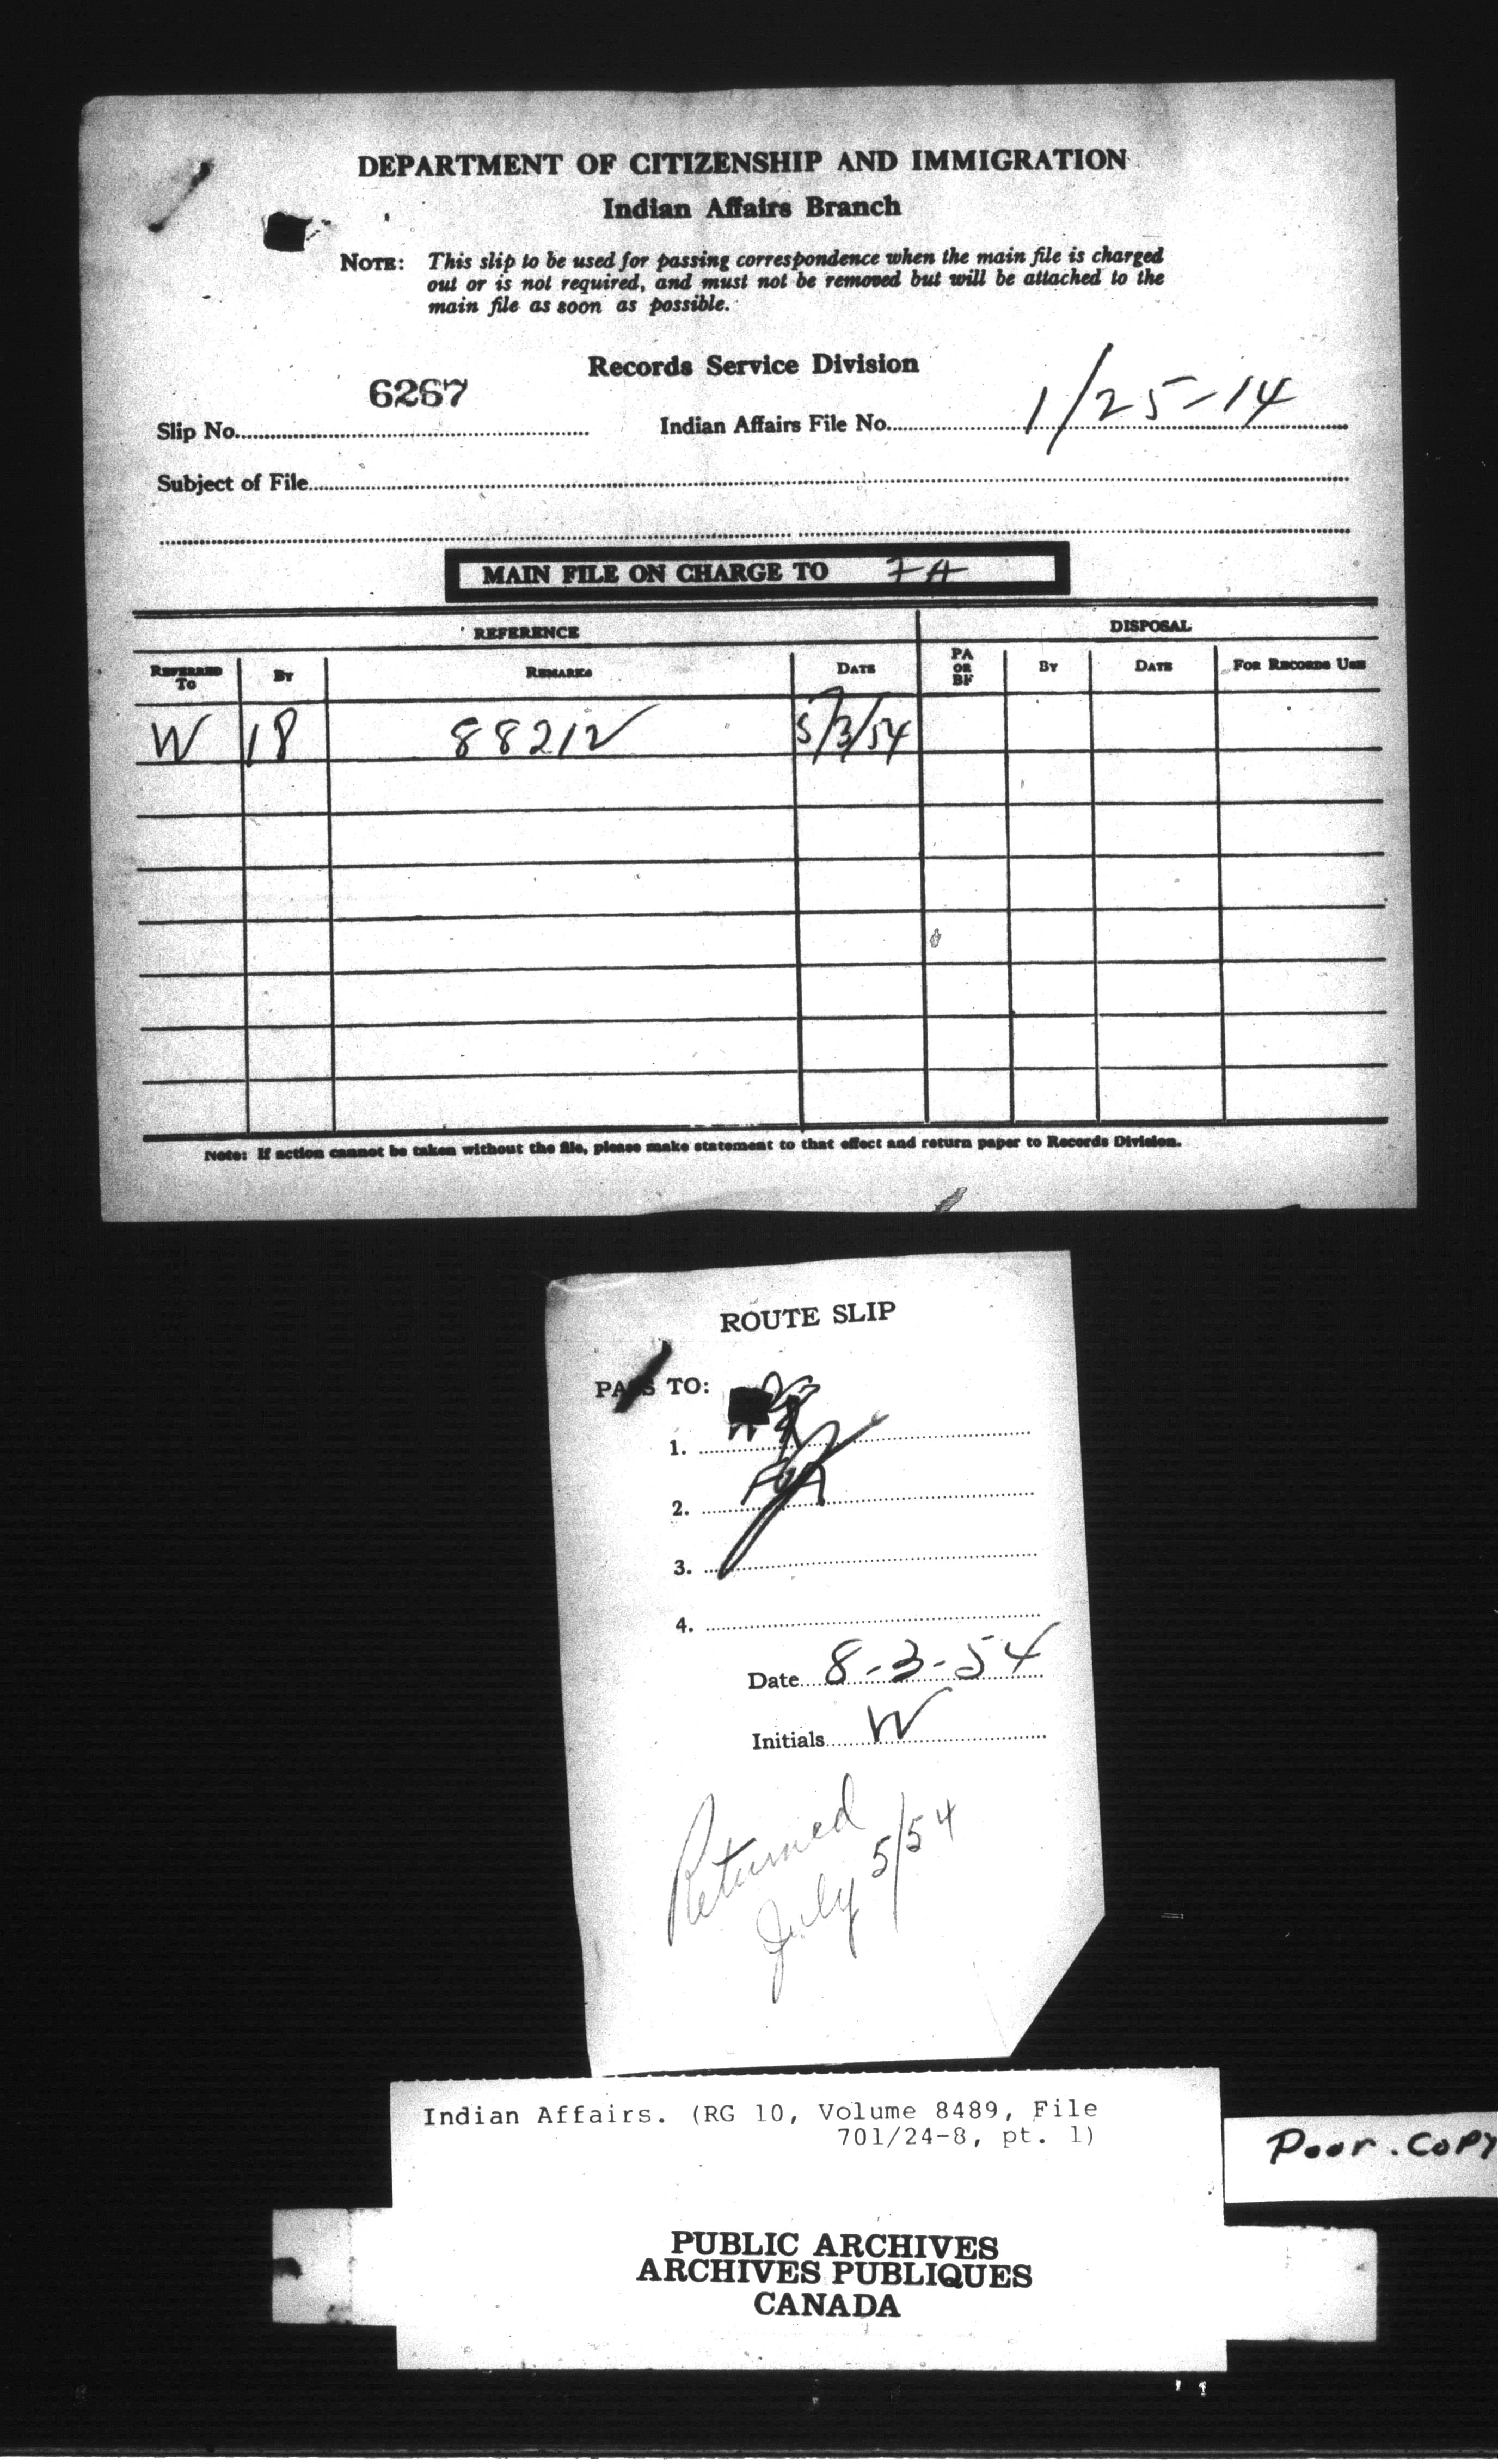 DEPARTMENT OF CITIZENSHIP AND IMMIGRATION
Indian Affairs Branch
NOTE: This slip to be used for passing correspondence when the main file is charged
out or is not required, and must not be removed but will be attached to the
main file as soon as possible.
Records Service Division
6267
Slip No. Indian Affairs File No. 1/25-14
Subject of File
MAIN FILE ON CHARGE TO FA
REFERENCE DISPOSAL
REFERRED TO BY REMARKS DATE PA OR BF BY DATE FOR RECORDS USE
W 18 88212 5/3/54
Note: If action cannot be taken without the file, please make statement to that effect and return paper to Records Division.
ROUTE SLIP
PASS TO:
1.
2.
3.
4.
Date 8-3-54
Initials W
Returned
July 5/54
Indian Affairs. (RG 10, Volume 8489, File
701/24-8, pt. 1)
Poor. Copy
PUBLIC ARCHIVES
ARCHIVES PUBLIQUES
CANADA